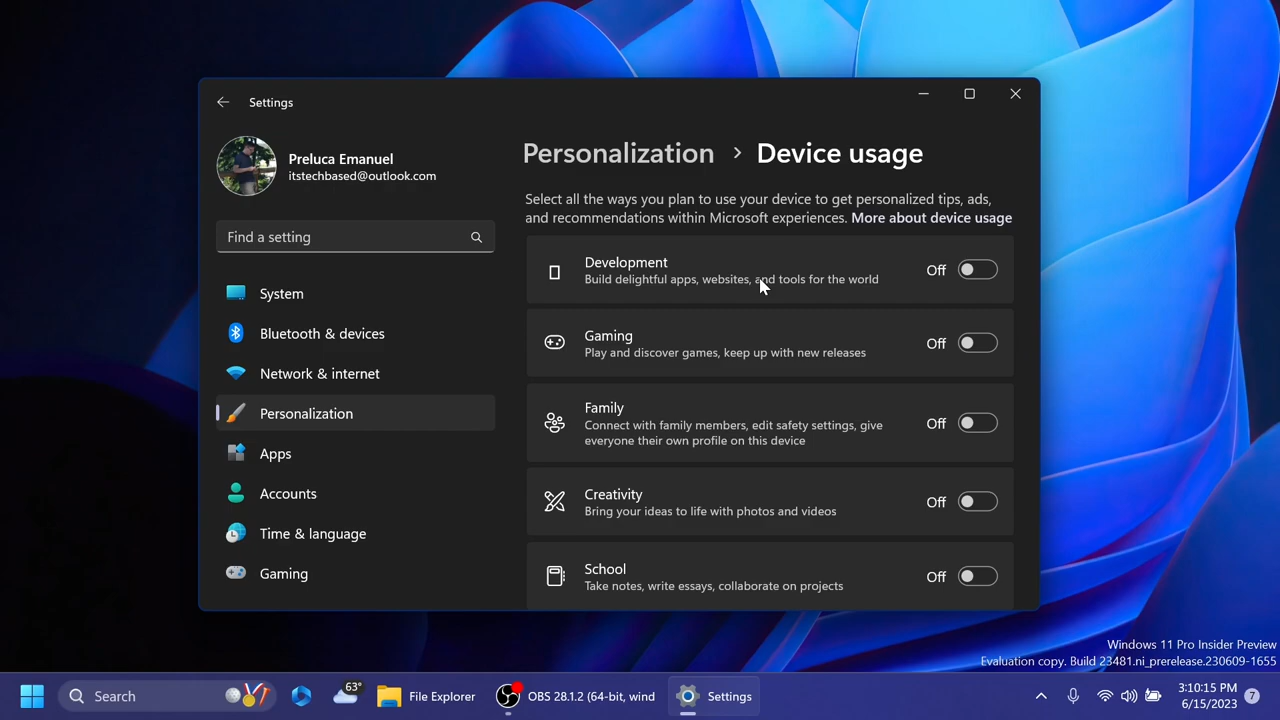 Settings
Preluca Emanuel
itstechbased@outlook.com
Find a setting
System
Bluetooth & devices
Network & internet
Personalization
Apps
Accounts
Time & language
Gaming
Personalization > Device usage
Select all the ways you plan to use your device to get personalized tips, ads,
and recommendations within Microsoft experiences. More about device usage
Development
Build delightful apps, websites, and tools for the world
Off
Gaming
Play and discover games, keep up with new releases
Off
Family
Connect with family members, edit safety settings, give
everyone their own profile on this device
Off
Creativity
Bring your ideas to life with photos and videos
Off
School
Take notes, write essays, collaborate on projects
Off
Windows 11 Pro Insider Preview
Evaluation copy. Build 23481.ni_prerelease.230609-1655
Search
63°
File Explorer
OBS 28.1.2 (64-bit, wind
Settings
3:10:15 PM
6/15/2023
7